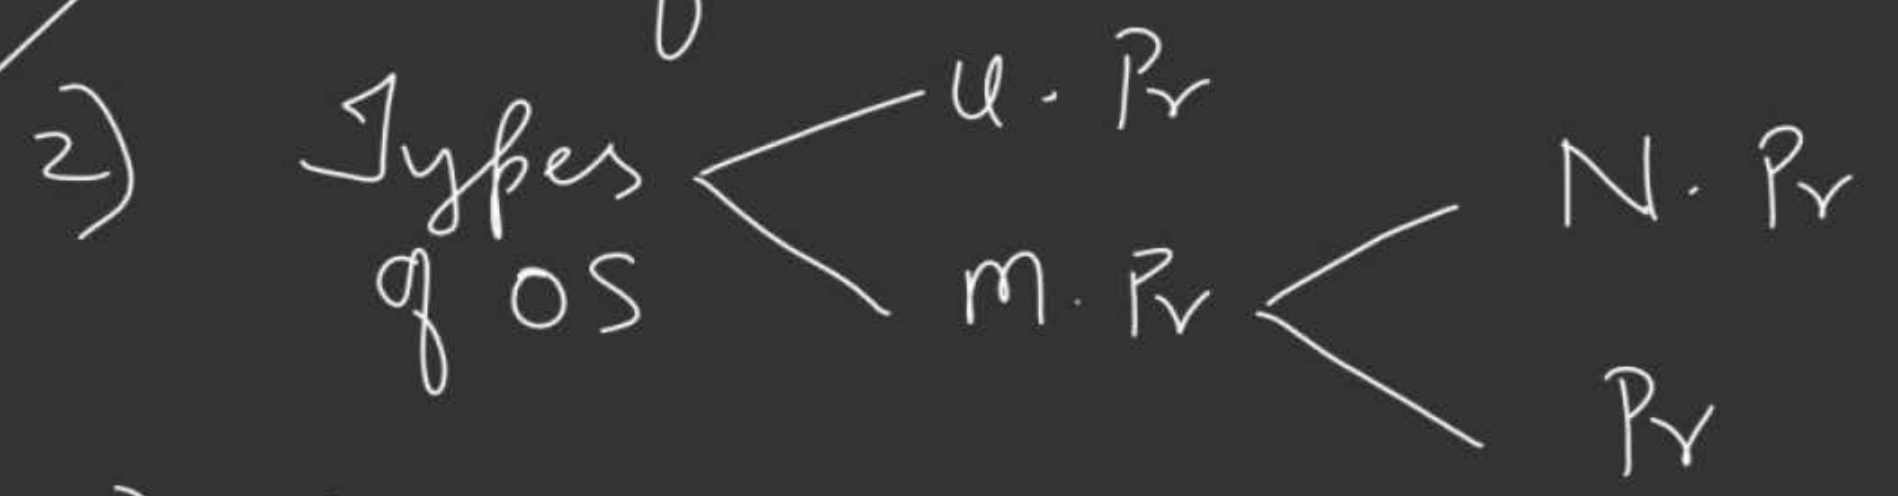 2) Types
of OS
U. Pr
M. Pr
N. Pr
Pr